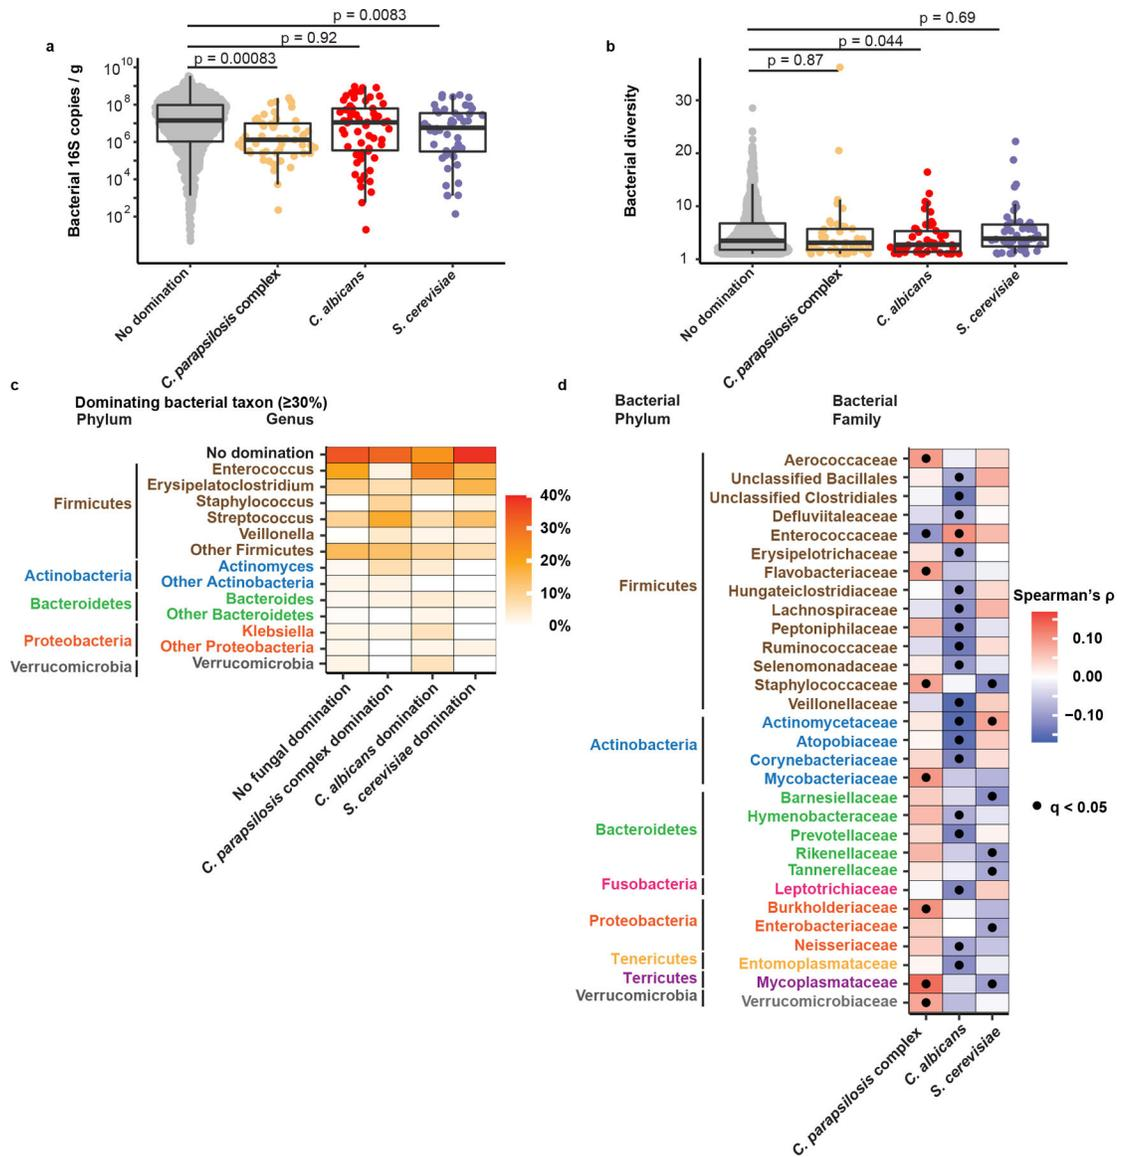 a
p = 0.0083
p = 0.92
p = 0.00083
Bacterial 16S copies / g
10^10
10^8
10^6
10^4
10^2
No domination
C. parapsilosis complex
C. albicans
S. cerevisiae
b
p = 0.69
p = 0.044
p = 0.87
Bacterial diversity
30
20
10
1
No domination
C. parapsilosis complex
C. albicans
S. cerevisiae
c
Dominating bacterial taxon (≥30%)
Phylum Genus
No domination
Enterococcus
Erysipelatoclostridium
Staphylococcus
Firmicutes
Streptococcus
Veillonella
Other Firmicutes
Actinomyces
Actinobacteria
Other Actinobacteria
Bacteroides
Bacteroidetes
Other Bacteroidetes
Klebsiella
Proteobacteria
Other Proteobacteria
Verrucomicrobia Verrucomicrobia
40%
30%
20%
10%
0%
No fungal domination
C. parapsilosis complex domination
C. albicans domination
S. cerevisiae domination
d
Bacterial
Phylum
Bacterial
Family
Aerococcaceae
Unclassified Bacillales
Unclassified Clostridiales
Defluviitaleaceae
Enterococcaceae
Erysipelotrichaceae
Flavobacteriaceae
Firmicutes
Hungateiclostridiaceae
Lachnospiraceae
Peptoniphilaceae
Ruminococcaceae
Selenomonadaceae
Staphylococcaceae
Veillonellaceae
Actinomycetaceae
Actinobacteria
Atopobiaceae
Corynebacteriaceae
Mycobacteriaceae
Barnesiellaceae
Hymenobacteraceae
Bacteroidetes
Prevotellaceae
Rikenellaceae
Tannerellaceae
Fusobacteria
Leptotrichiaceae
Burkholderiaceae
Proteobacteria
Enterobacteriaceae
Neisseriaceae
Tenericutes
Entomoplasmataceae
Terricutes
Mycoplasmataceae
Verrucomicrobia
Verrucomicrobiaceae
Spearman's ρ
0.10
0.00
−0.10
q < 0.05
C. parapsilosis complex
C. albicans
S. cerevisiae